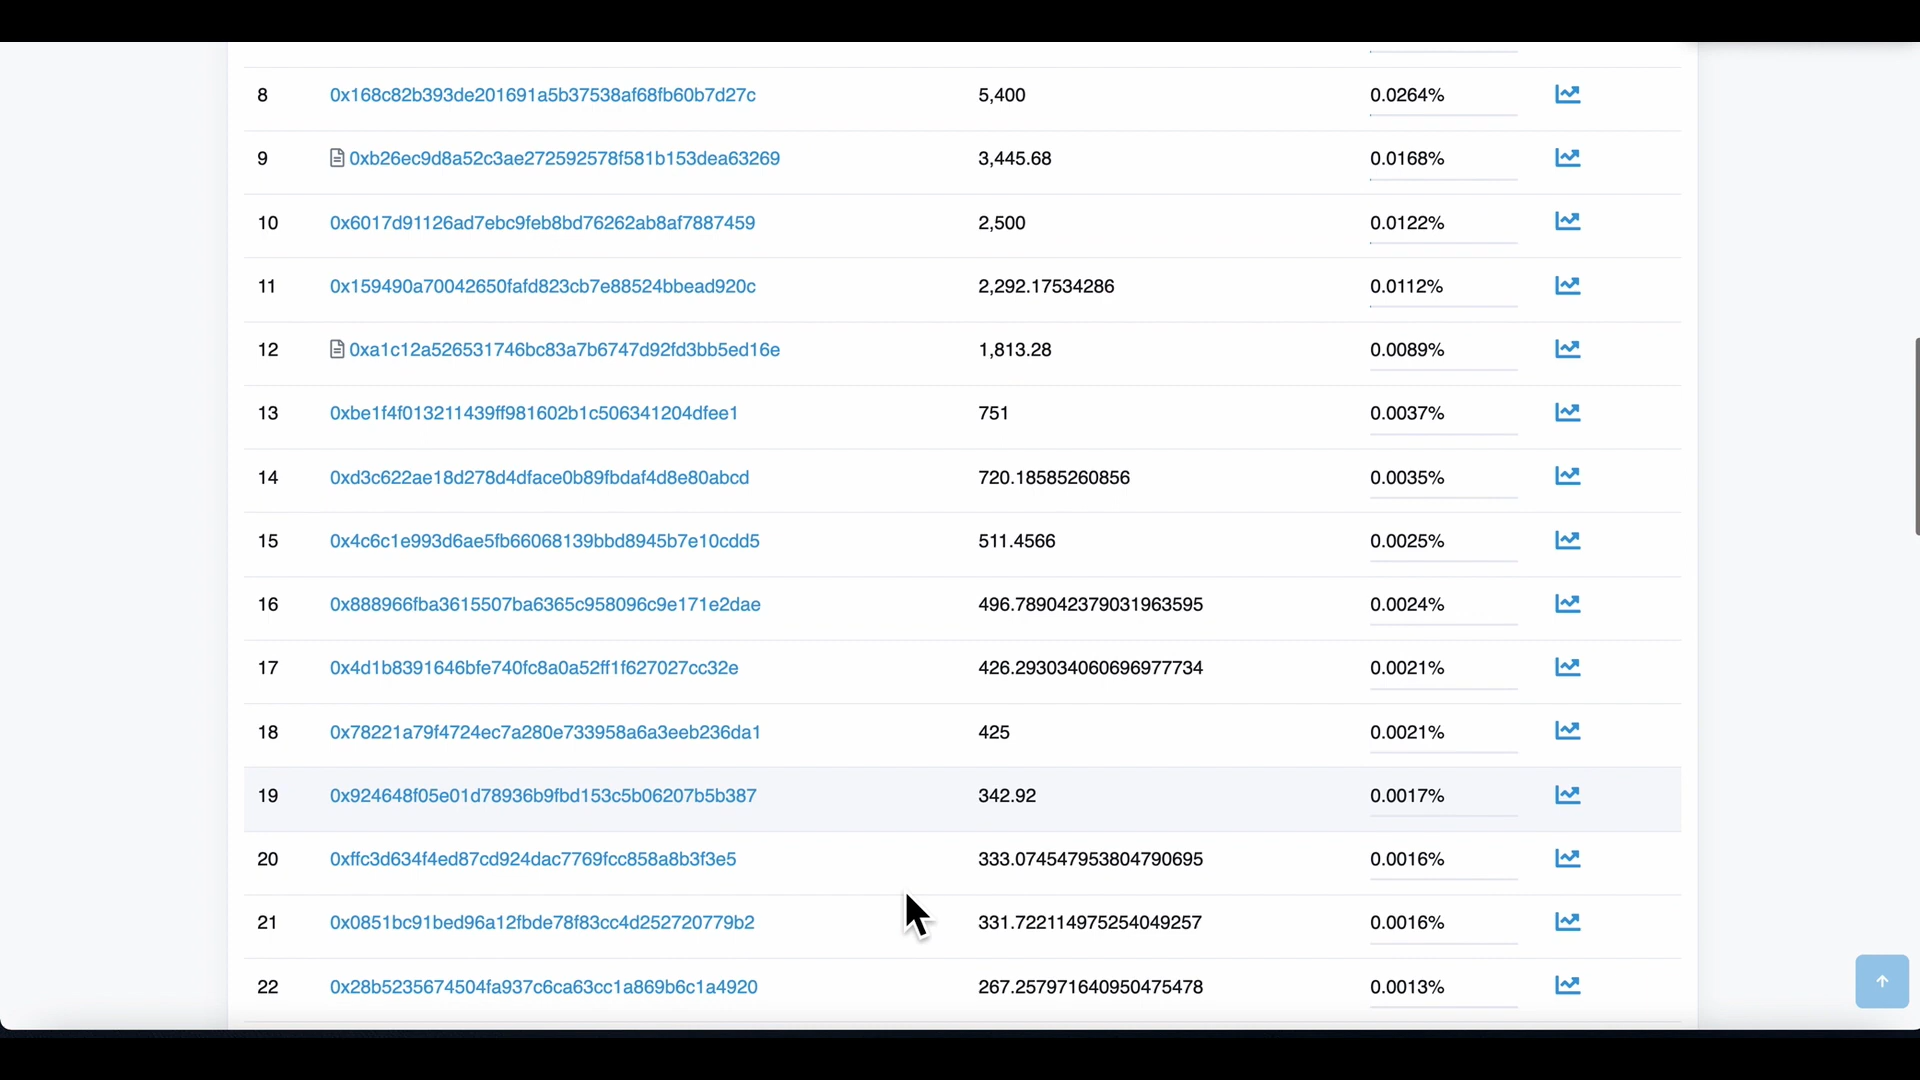 8 0x168c82b393de201691a5b37538af68fb60b7d27c 5,400 0.0264%
9 0xb26ec9d8a52c3ae272592578f581b153dea63269 3,445.68 0.0168%
10 0x6017d91126ad7ebc9feb8bd76262ab8af7887459 2,500 0.0122%
11 0x159490a70042650fafd823cb7e88524bbead920c 2,292.17534286 0.0112%
12 0xa1c12a526531746bc83a7b6747d92fd3bb5ed16e 1,813.28 0.0089%
13 0xbe1f4f013211439ff981602b1c506341204dfee1 751 0.0037%
14 0xd3c622ae18d278d4dface0b89fbdaf4d8e80abcd 720.18585260856 0.0035%
15 0x4c6c1e993d6ae5fb66068139bbd8945b7e10cdd5 511.4566 0.0025%
16 0x888966fba3615507ba6365c958096c9e171e2dae 496.789042379031963595 0.0024%
17 0x4d1b8391646bfe740fc8a0a52ff1f627027cc32e 426.293034060696977734 0.0021%
18 0x78221a79f4724ec7a280e733958a6a3eeb236da1 425 0.0021%
19 0x924648f05e01d78936b9fbd153c5b06207b5b387 342.92 0.0017%
20 0xffc3d634f4ed87cd924dac7769fcc858a8b3f3e5 333.074547953804790695 0.0016%
21 0x0851bc91bed96a12fbde78f83cc4d252720779b2 331.722114975254049257 0.0016%
22 0x28b5235674504fa937c6ca63cc1a869b6c1a4920 267.257971640950475478 0.0013%